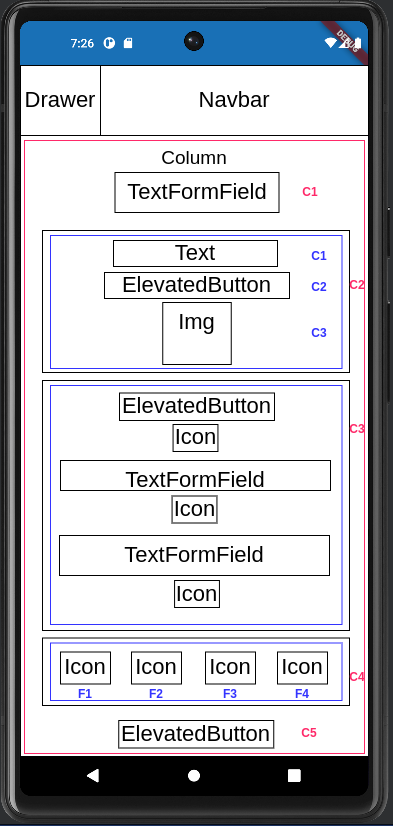 7:26
DEBUG
Drawer Navbar
Column
TextFormField C1
Text C1
ElevatedButton C2 C2
Img C3
ElevatedButton C3
Icon
TextFormField
Icon
TextFormField
Icon
Icon Icon Icon Icon C4
F1 F2 F3 F4
ElevatedButton C5